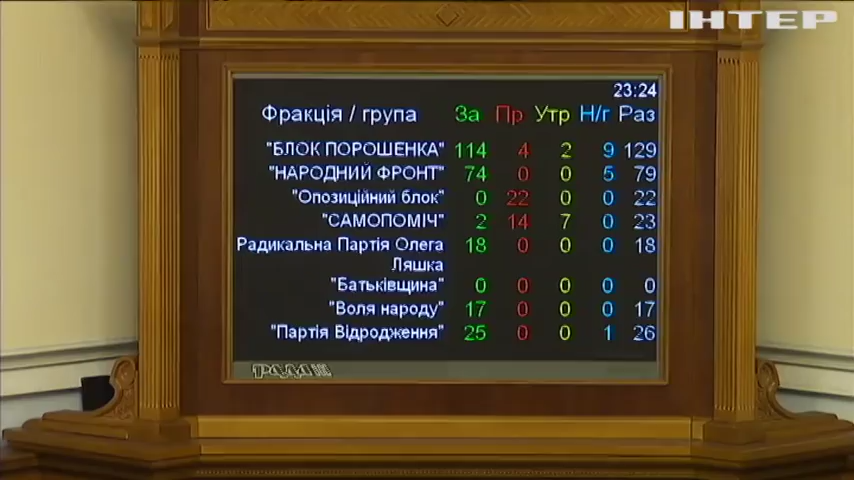 ІНТЕР
23:24
Фракція / група За Пр Утр Н/г Раз
"БЛОК ПОРОШЕНКА" 114 4 2 9 129
"НАРОДНИЙ ФРОНТ" 74 0 0 5 79
"Опозиційний блок" 0 22 0 0 22
"САМОПОМІЧ" 2 14 7 0 23
Радикальна Партія Олега 18 0 0 0 18
Ляшка
"Батьківщина" 0 0 0 0 0
"Воля народу" 17 0 0 0 17
"Партія Відродження" 25 0 0 1 26
РАДА